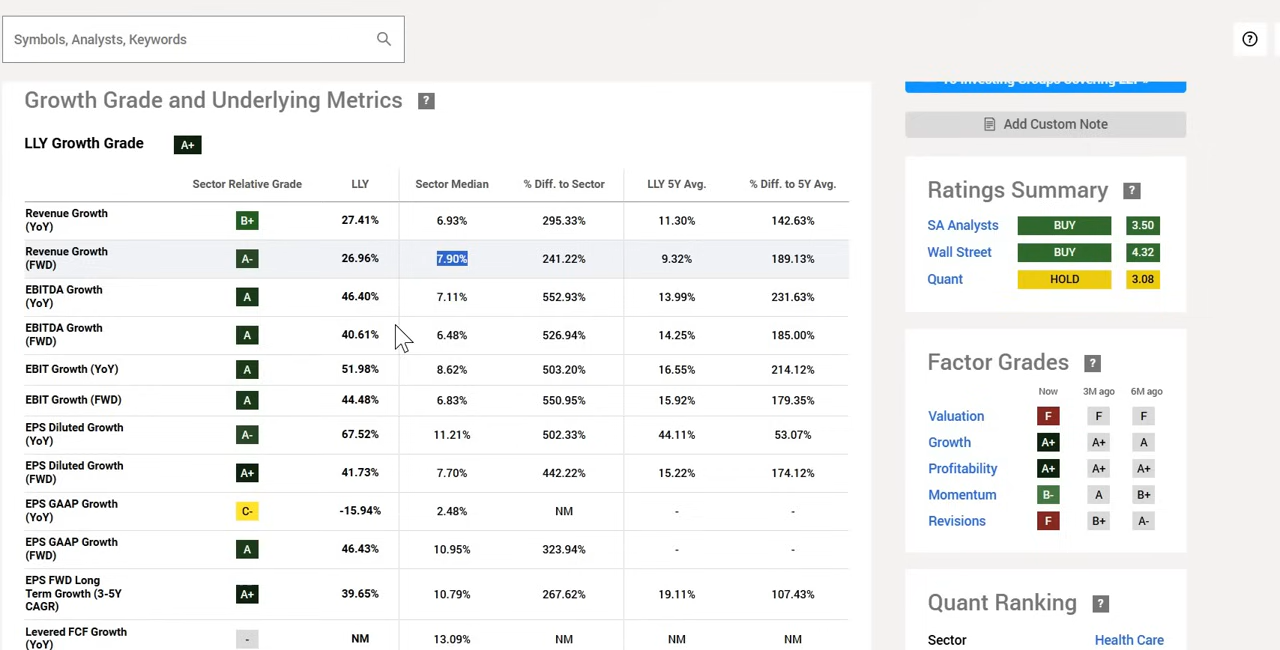 Symbols, Analysts, Keywords
Growth Grade and Underlying Metrics ?
LLY Growth Grade A+
Sector Relative Grade LLY Sector Median % Diff. to Sector LLY 5Y Avg. % Diff. to 5Y Avg.
Revenue Growth
(YoY) B+ 27.41% 6.93% 295.33% 11.30% 142.63%
Revenue Growth
(FWD) A- 26.96% 7.90% 241.22% 9.32% 189.13%
EBITDA Growth
(YoY) A 46.40% 7.11% 552.93% 13.99% 231.63%
EBITDA Growth
(FWD) A 40.61% 6.48% 526.94% 14.25% 185.00%
EBIT Growth (YoY) A 51.98% 8.62% 503.20% 16.55% 214.12%
EBIT Growth (FWD) A 44.48% 6.83% 550.95% 15.92% 179.35%
EPS Diluted Growth
(YoY) A- 67.52% 11.21% 502.33% 44.11% 53.07%
EPS Diluted Growth
(FWD) A+ 41.73% 7.70% 442.22% 15.22% 174.12%
EPS GAAP Growth
(YoY) C- -15.94% 2.48% NM - -
EPS GAAP Growth
(FWD) A 46.43% 10.95% 323.94% - -
EPS FWD Long
Term Growth (3-5Y
CAGR) A+ 39.65% 10.79% 267.62% 19.11% 107.43%
Levered FCF Growth
(YoY) - NM 13.09% NM NM NM
?
Investing Groups Covering
Add Custom Note
Ratings Summary ?
SA Analysts BUY 3.50
Wall Street BUY 4.32
Quant HOLD 3.08
Factor Grades ?
Now 3M ago 6M ago
Valuation F F F
Growth A+ A+ A
Profitability A+ A+ A+
Momentum B- A B+
Revisions F B+ A-
Quant Ranking ?
Sector Health Care